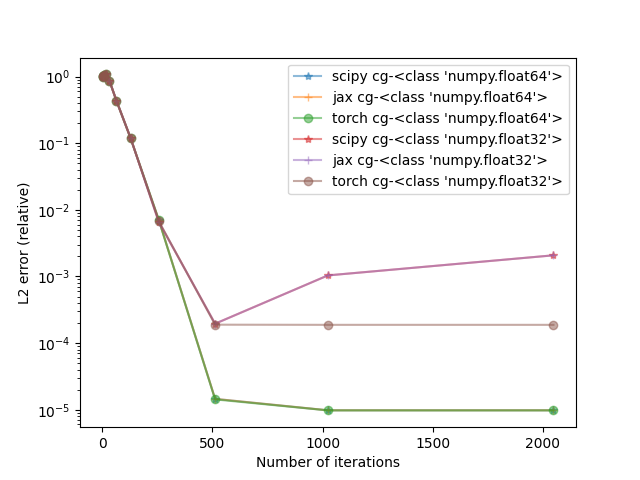 scipy cg-<class 'numpy.float64'>
jax cg-<class 'numpy.float64'>
torch cg-<class 'numpy.float64'>
scipy cg-<class 'numpy.float32'>
jax cg-<class 'numpy.float32'>
torch cg-<class 'numpy.float32'>
L2 error (relative)
10⁰
10⁻¹
10⁻²
10⁻³
10⁻⁴
10⁻⁵
0 500 1000 1500 2000
Number of iterations